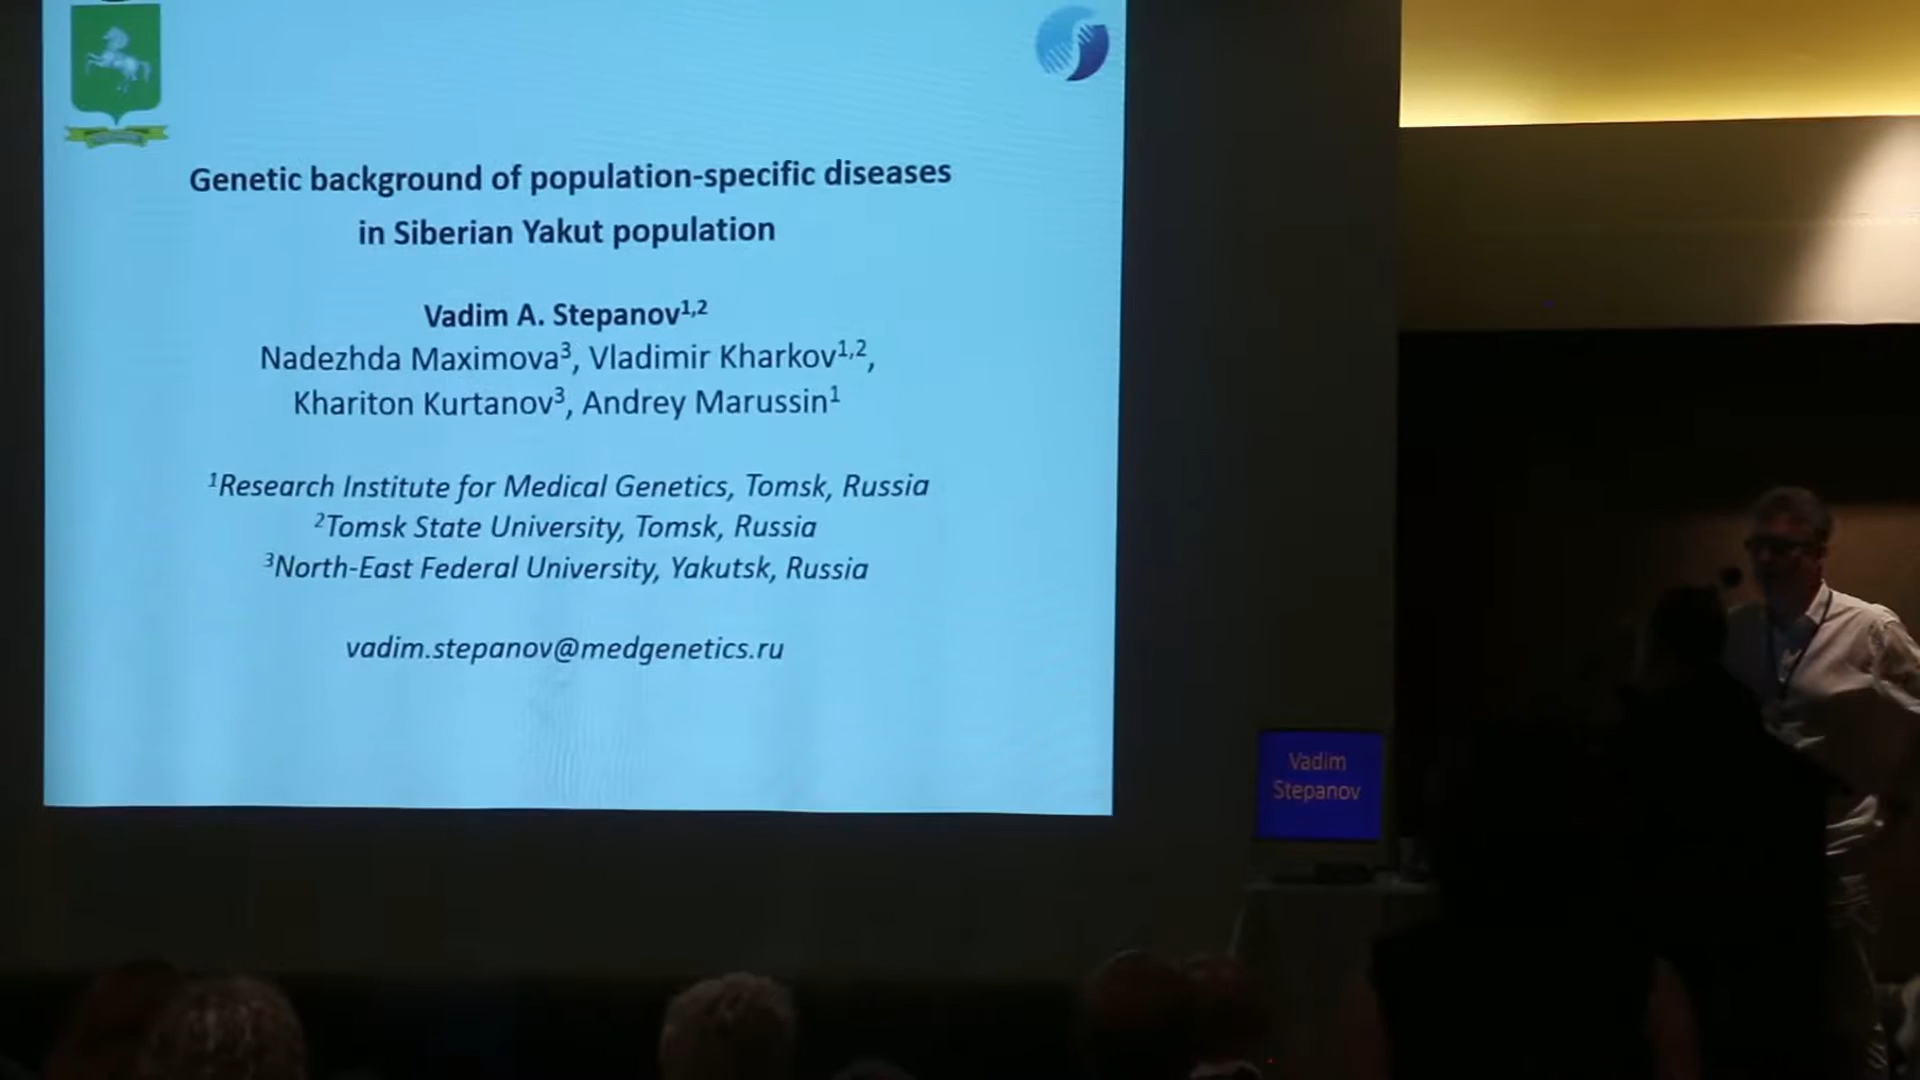 Genetic background of population-specific diseases
in Siberian Yakut population
Vadim A. Stepanov¹,²
Nadezhda Maximova³, Vladimir Kharkov¹,²,
Khariton Kurtanov³, Andrey Marussin¹
¹Research Institute for Medical Genetics, Tomsk, Russia
²Tomsk State University, Tomsk, Russia
³North-East Federal University, Yakutsk, Russia
vadim.stepanov@medgenetics.ru
Vadim
Stepanov